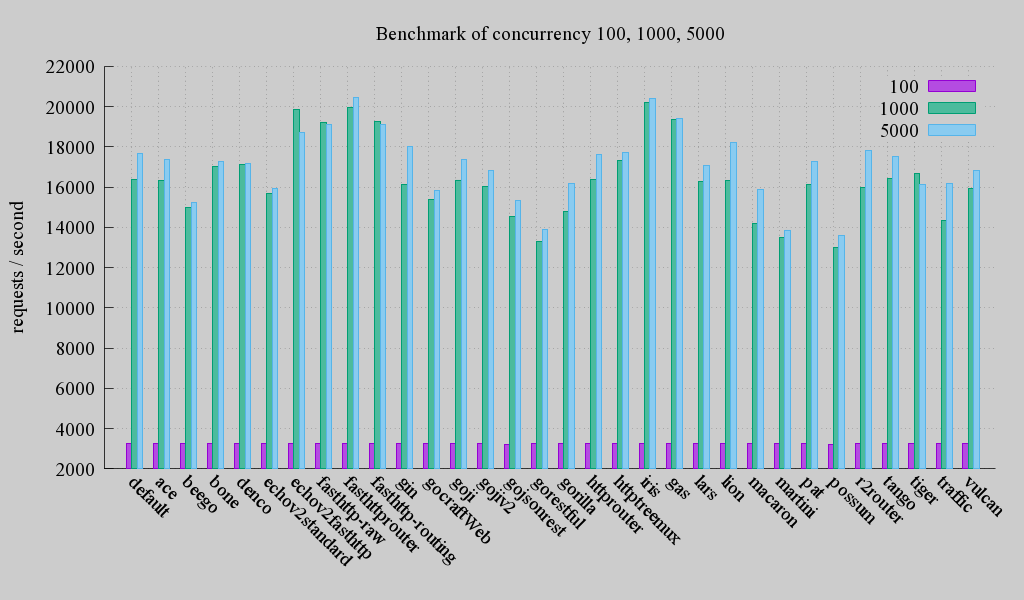 Benchmark of concurrency 100, 1000, 5000
22000
20000
18000
16000
14000
12000
10000
8000
6000
4000
2000
requests / second
100
1000
5000
default
ace
beego
bone
denco
echov2standard
echov2fasthttp
fasthttp-raw
fasthttprouter
fasthttp-routing
gin
gocraftWeb
goji
gojiv2
gojsonrest
gorestful
gorilla
httprouter
httptreemux
iris
gas
lars
lion
macaron
martini
pat
possum
r2router
tango
tiger
traffic
vulcan